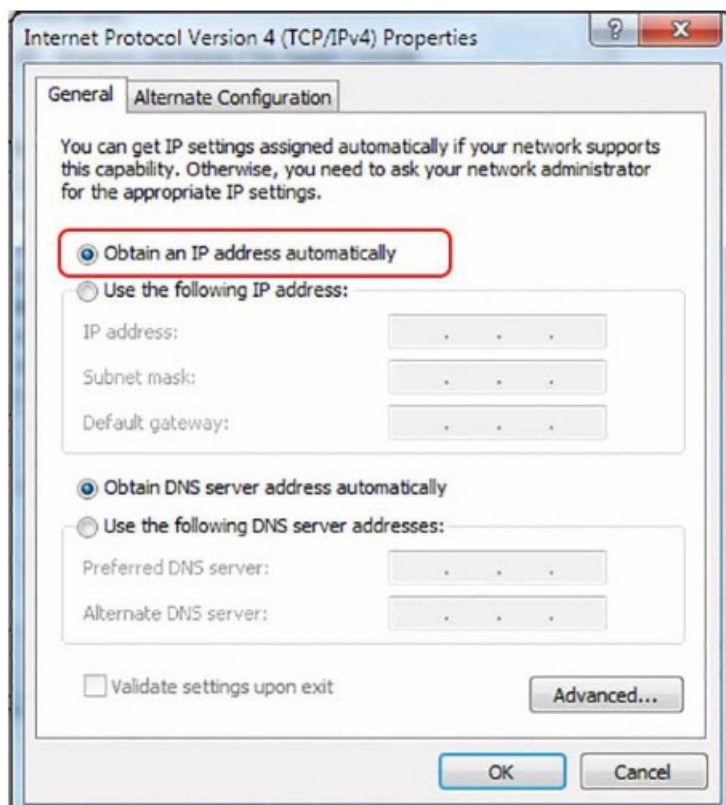 Internet Protocol Version 4 (TCP/IPv4) Properties
General
Alternate Configuration
You can get IP settings assigned automatically if your network supports
this capability. Otherwise, you need to ask your network administrator
for the appropriate IP settings.
Obtain an IP address automatically
Use the following IP address:
IP address:
Subnet mask:
Default gateway:
Obtain DNS server address automatically
Use the following DNS server addresses:
Preferred DNS server:
Alternate DNS server:
Validate settings upon exit
Advanced...
OK
Cancel